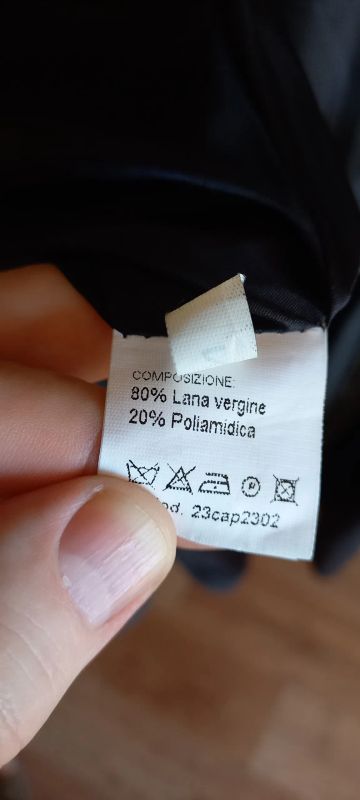 COMPOSIZIONE:
80% Lana vergine
20% Poliamidica
23cap2302